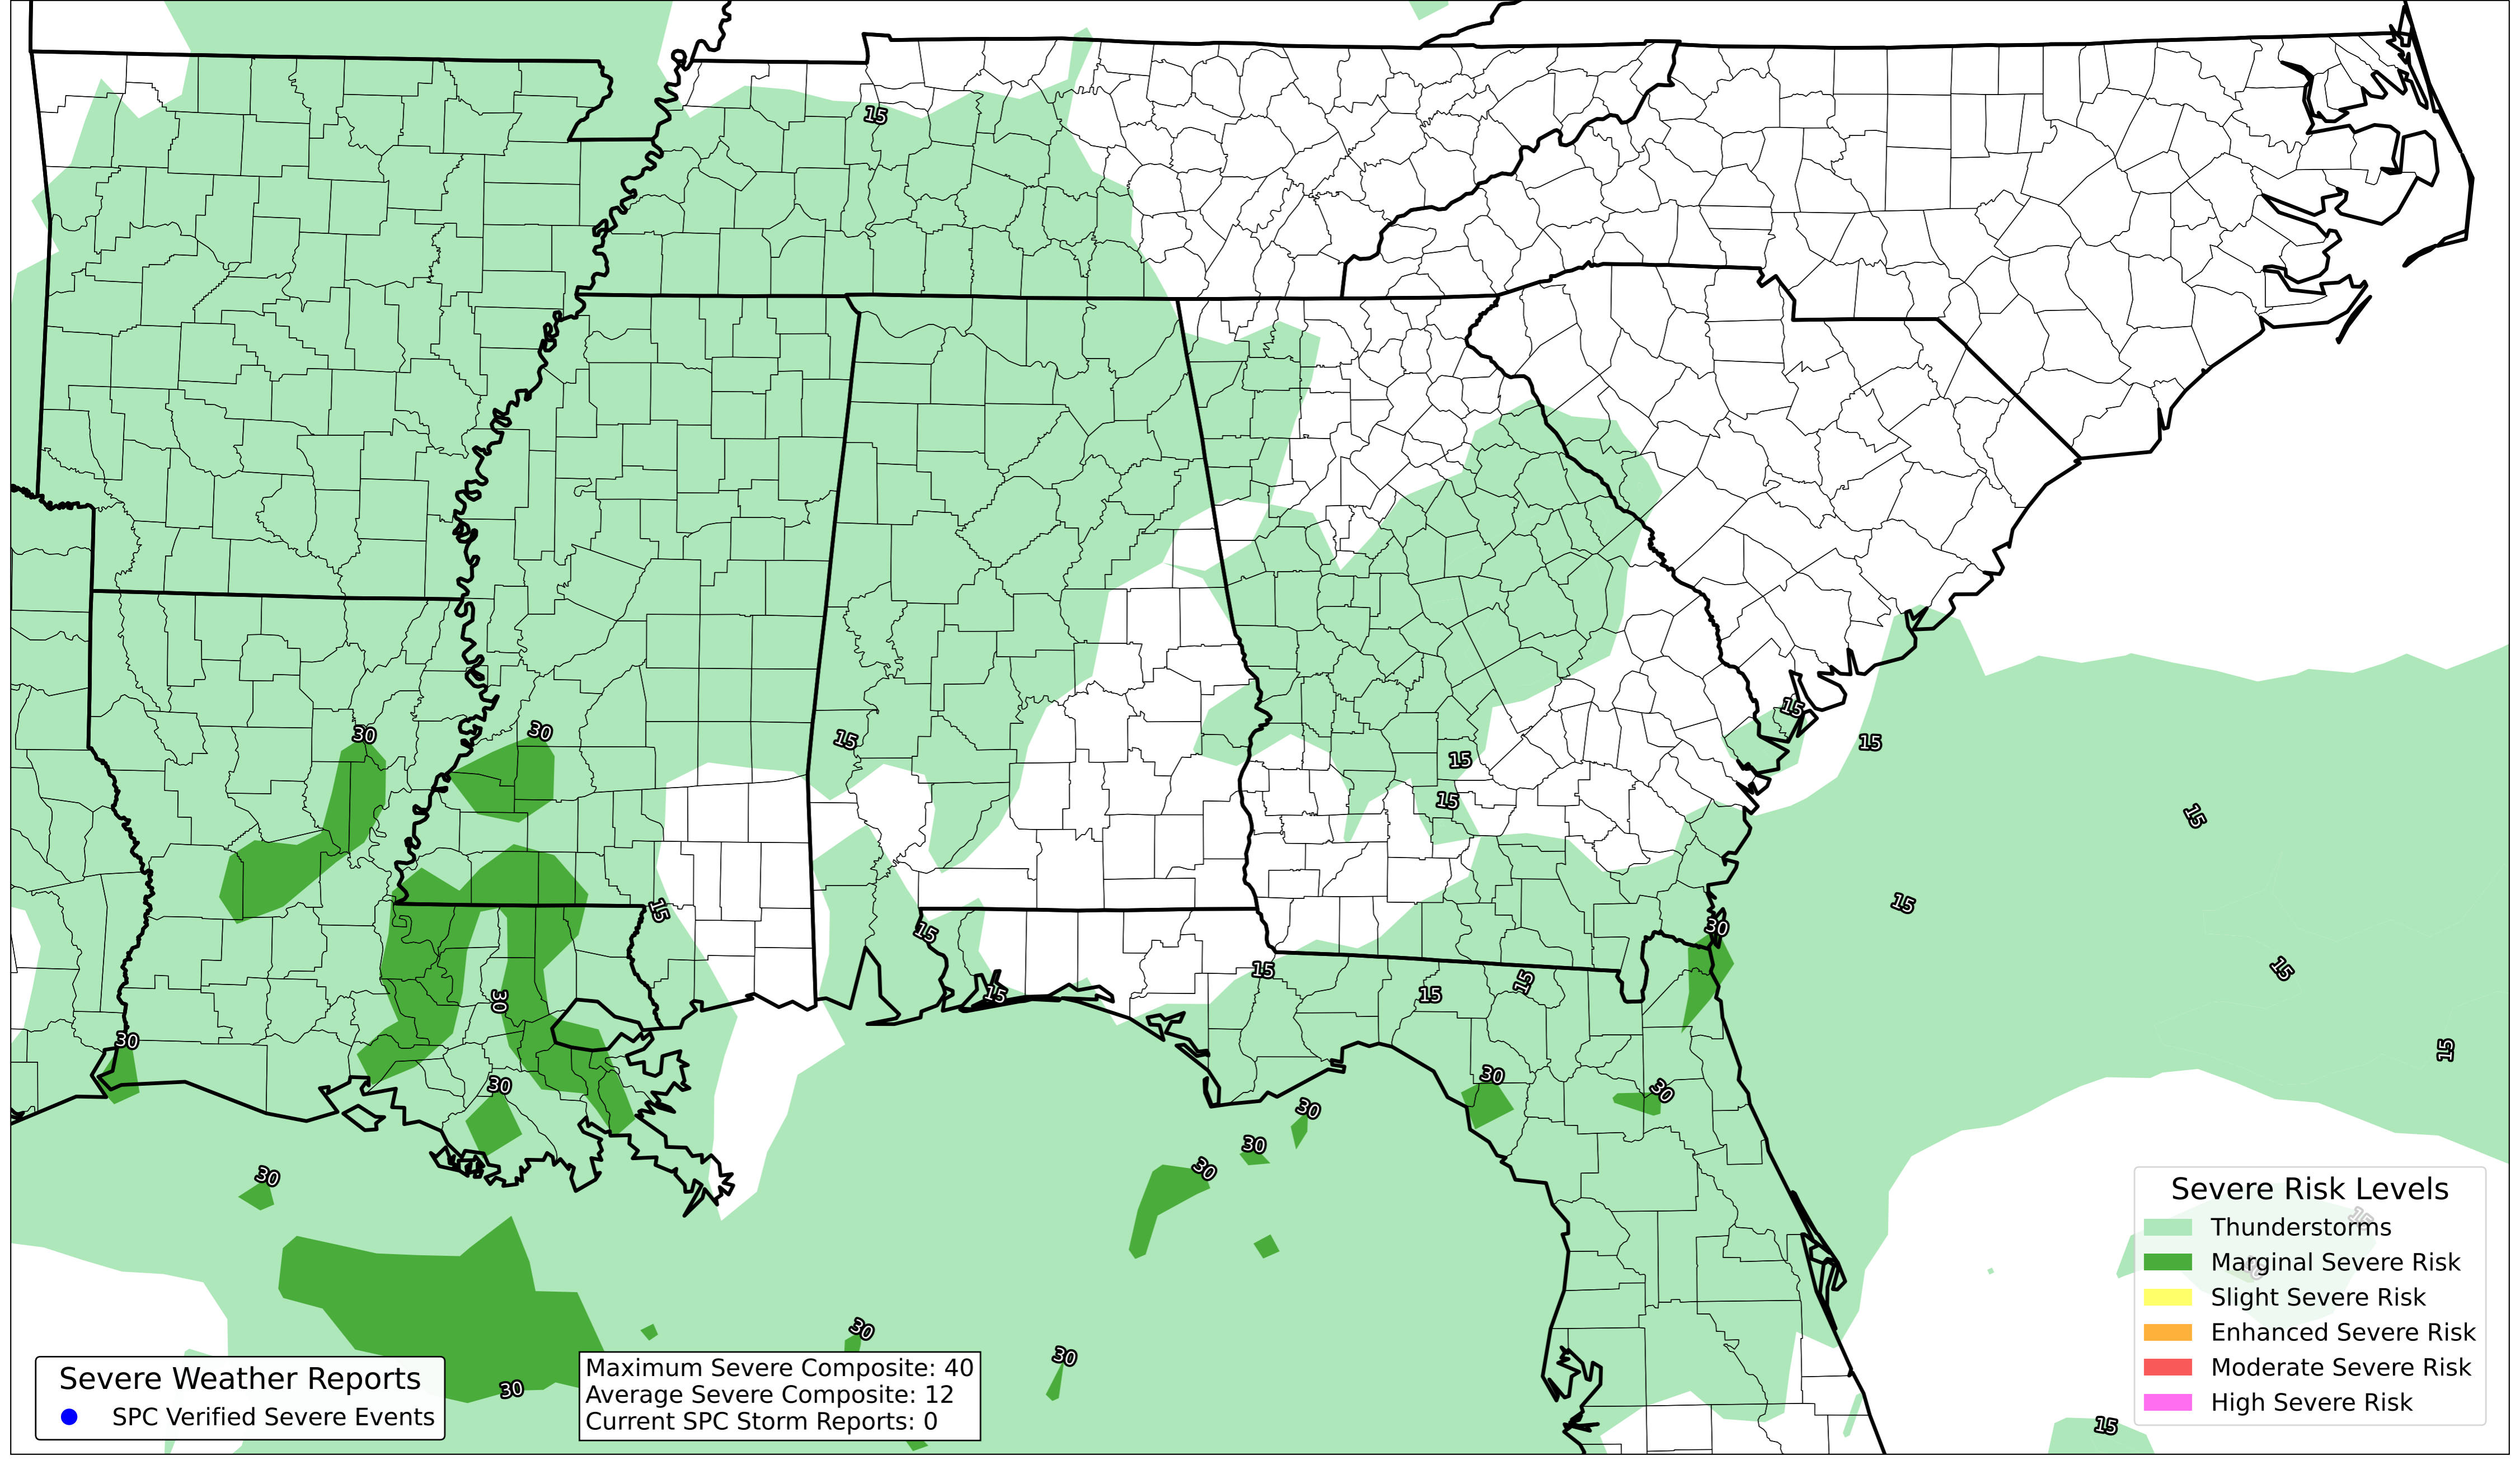 15
30
30
15
15
15
15
15
15
15
30
15
15
15
15
15
15
15
30
15
30
30
30
30
30
30
30
30
30
30
30
15
15
Severe Risk Levels
Thunderstorms
Marginal Severe Risk
Slight Severe Risk
Enhanced Severe Risk
Moderate Severe Risk
High Severe Risk
Severe Weather Reports
SPC Verified Severe Events
Maximum Severe Composite: 40
Average Severe Composite: 12
Current SPC Storm Reports: 0